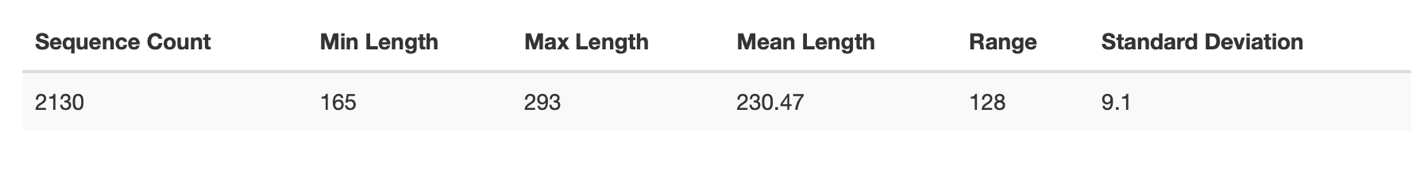 Sequence Count Min Length Max Length Mean Length Range Standard Deviation
2130 165 293 230.47 128 9.1